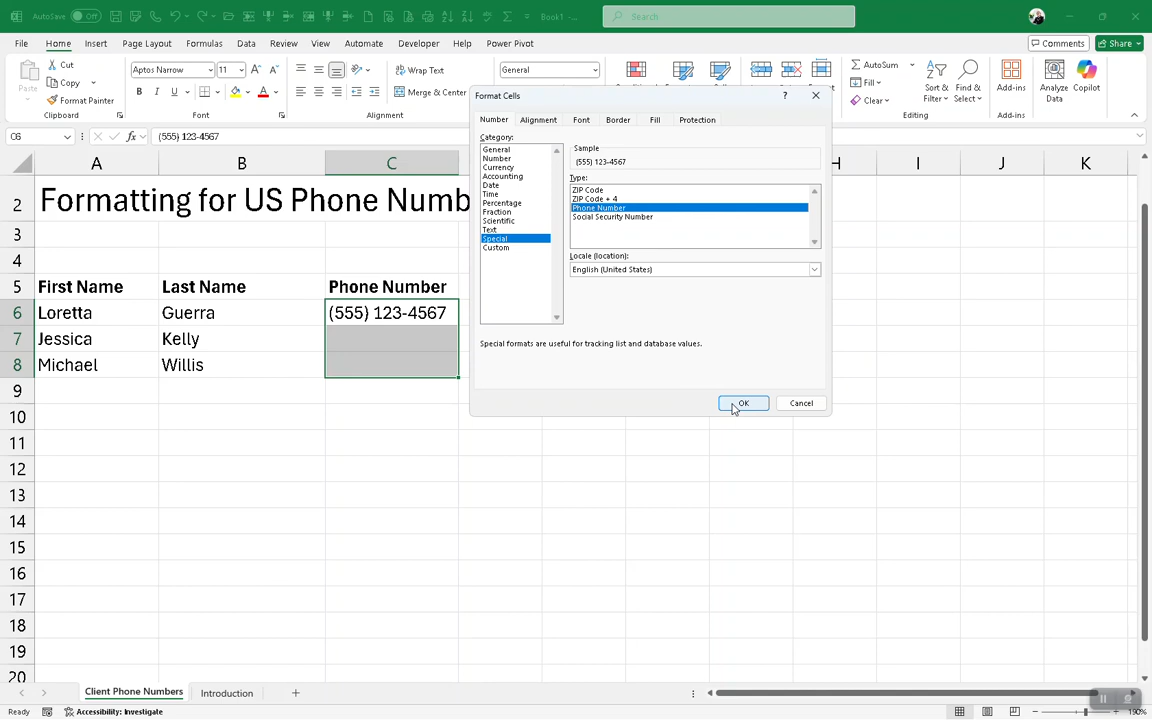 AutoSave Off
Book1 -...
Search
File Home Insert Page Layout Formulas Data Review View Automate Developer Help Power Pivot
Comments Share
Paste
Cut
Copy
Format Painter
Clipboard
Aptos Narrow 11
B I U
Font
Wrap Text
Merge & Center
Alignment
General
AutoSum
Fill
Clear
Sort & Filter
Find & Select
Editing
Add-ins
Add-ins
Analyze Data
Copilot
C6 fx (555) 123-4567
A B C H I J K
2 Formatting for US Phone Numb
3
4
5 First Name Last Name Phone Number
6 Loretta Guerra (555) 123-4567
7 Jessica Kelly
8 Michael Willis
9
10
11
12
13
14
15
16
17
18
19
20
Format Cells ?
Number Alignment Font Border Fill Protection
Category:
General
Number
Currency
Accounting
Date
Time
Percentage
Fraction
Scientific
Text
Special
Custom
Sample
(555) 123-4567
Type:
ZIP Code
ZIP Code + 4
Phone Number
Social Security Number
Locale (location):
English (United States)
Special formats are useful for tracking list and database values.
OK Cancel
Client Phone Numbers Introduction
Ready Accessibility: Investigate 190%